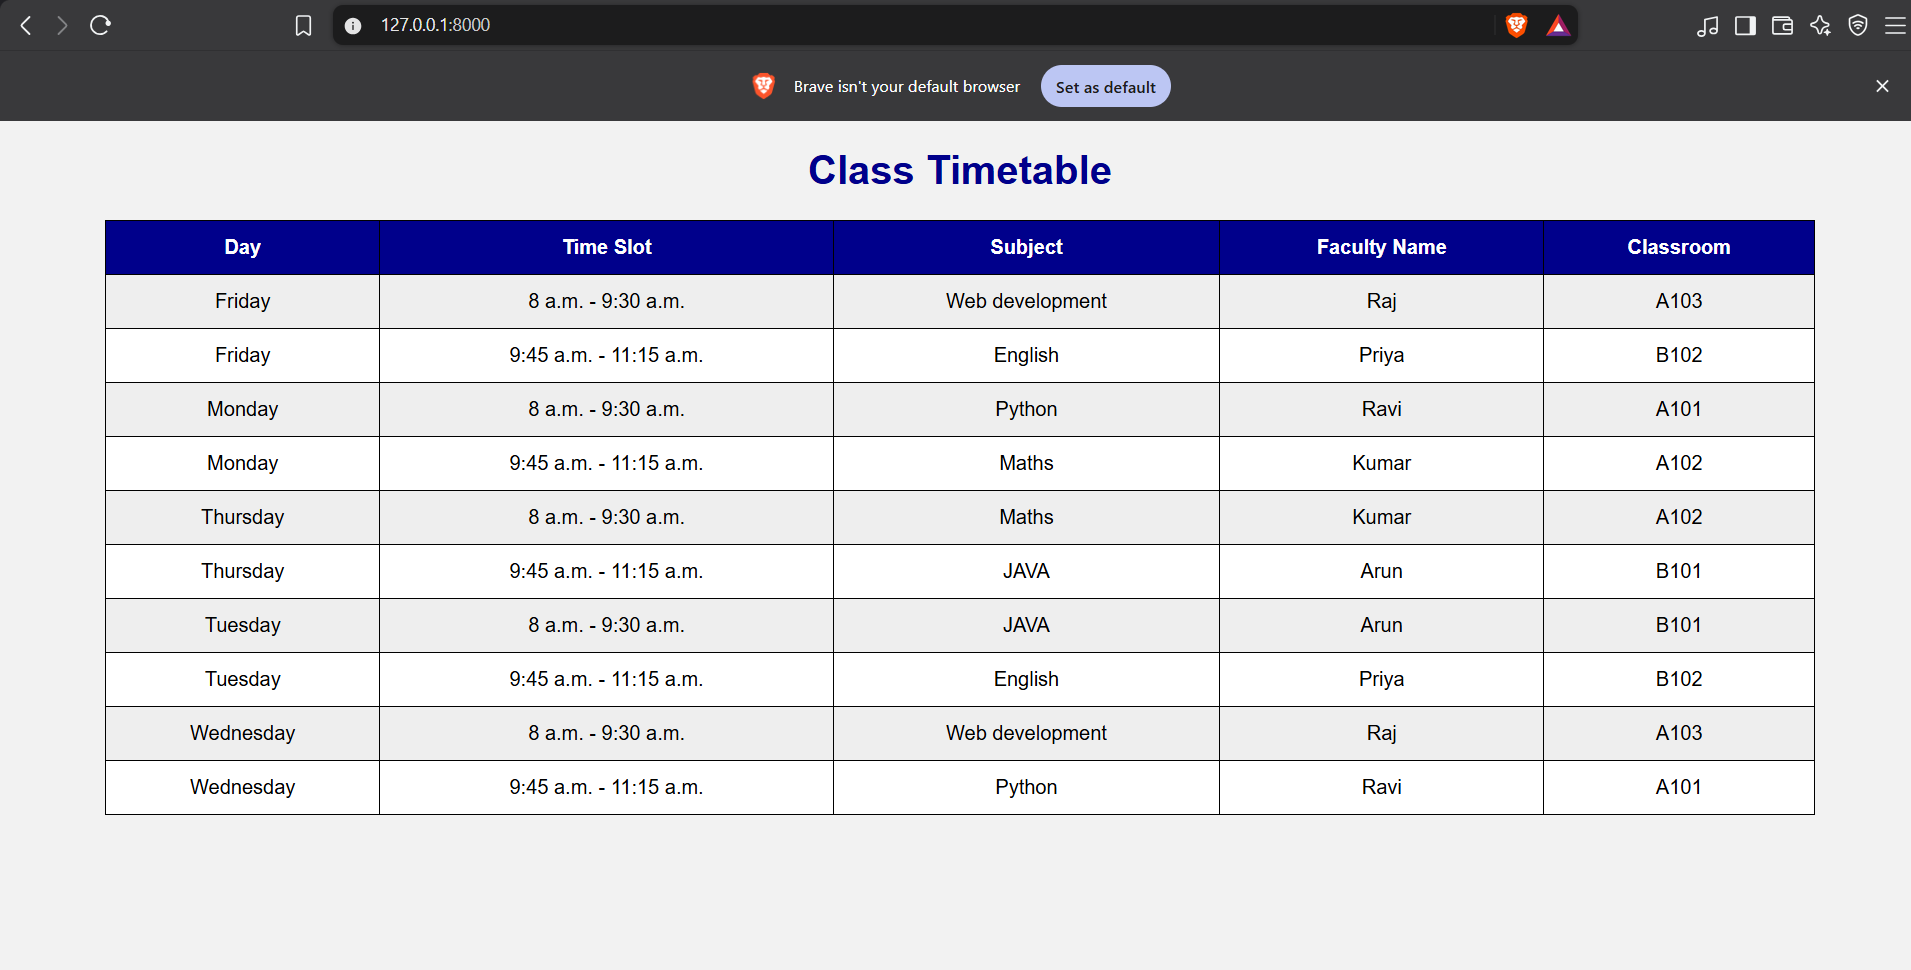 127.0.0.1:8000
Brave isn't your default browser Set as default
Class Timetable
Day Time Slot Subject Faculty Name Classroom
Friday 8 a.m. - 9:30 a.m. Web development Raj A103
Friday 9:45 a.m. - 11:15 a.m. English Priya B102
Monday 8 a.m. - 9:30 a.m. Python Ravi A101
Monday 9:45 a.m. - 11:15 a.m. Maths Kumar A102
Thursday 8 a.m. - 9:30 a.m. Maths Kumar A102
Thursday 9:45 a.m. - 11:15 a.m. JAVA Arun B101
Tuesday 8 a.m. - 9:30 a.m. JAVA Arun B101
Tuesday 9:45 a.m. - 11:15 a.m. English Priya B102
Wednesday 8 a.m. - 9:30 a.m. Web development Raj A103
Wednesday 9:45 a.m. - 11:15 a.m. Python Ravi A101